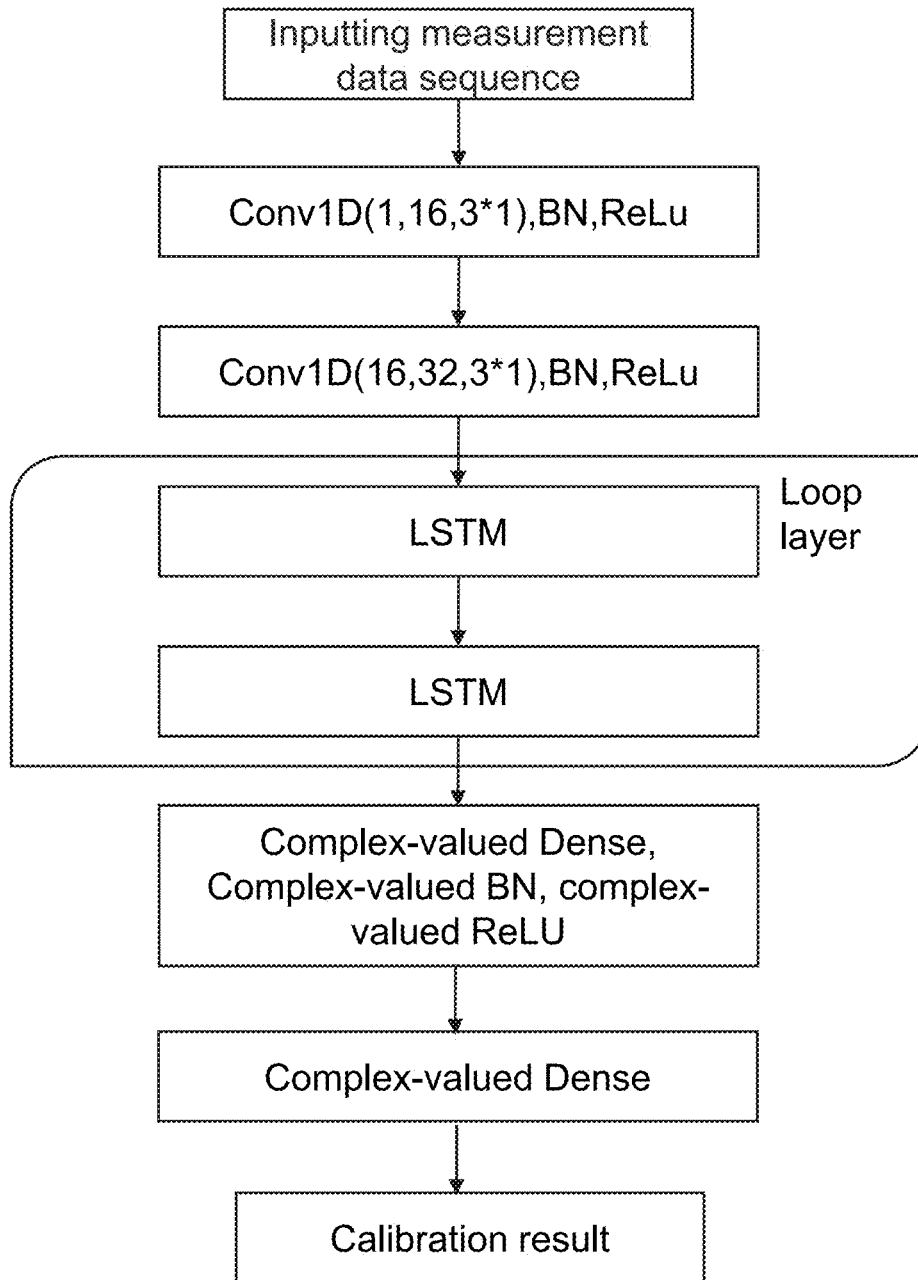 Inputting measurement
data sequence
Conv1D(1,16,3*1),BN,ReLu
Conv1D(16,32,3*1),BN,ReLu
Loop
layer
LSTM
LSTM
Complex-valued Dense,
Complex-valued BN, complex-
valued ReLU
Complex-valued Dense
Calibration result